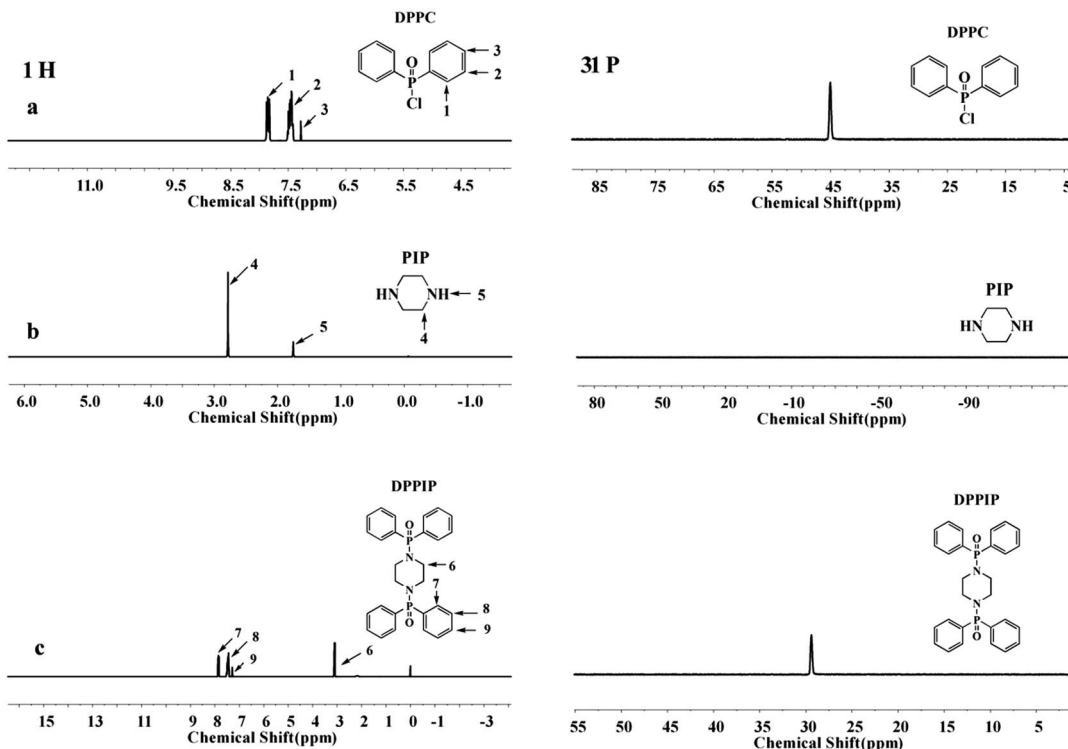 DPPC
1 H
a
1
2
3
O
P
Cl
3
2
1
11.0 9.5 8.5 7.5 6.5 5.5 4.5
Chemical Shift(ppm)
DPPC
31 P
O
P
Cl
85 75 65 55 45 35 25 15 5
Chemical Shift(ppm)
PIP
b
4
5
HN NH
5
4
6.0 5.0 4.0 3.0 2.0 1.0 0.0 -1.0
Chemical Shift(ppm)
PIP
HN NH
80 50 20 -10 -50 -90
Chemical Shift(ppm)
DPPIP
c
7
8
9
6
O
P
N
6
N
7
P
O
8
9
15 13 11 9 8 7 6 5 4 3 2 1 0 -1 -3
Chemical Shift(ppm)
DPPIP
O
P
N
N
P
O
55 50 45 40 35 30 25 20 15 10 5
Chemical Shift(ppm)